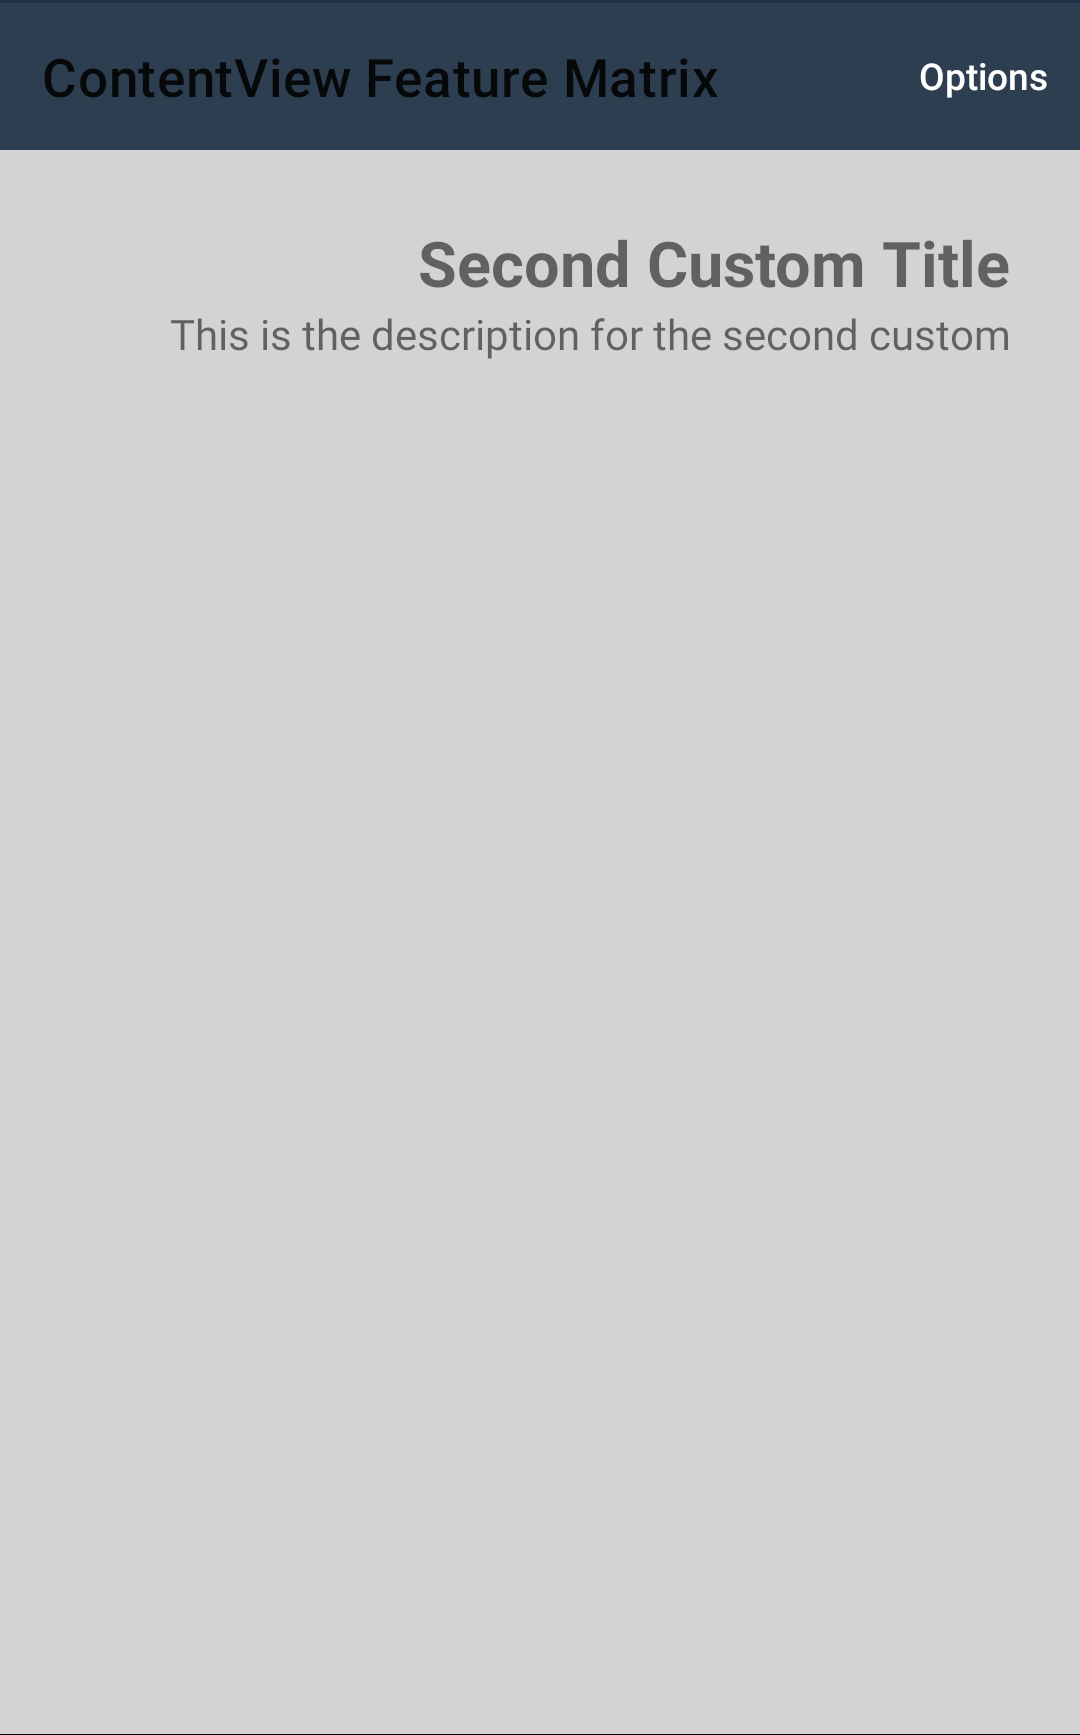 ContentView Feature Matrix
Options
Second Custom Title
This is the description for the second custom